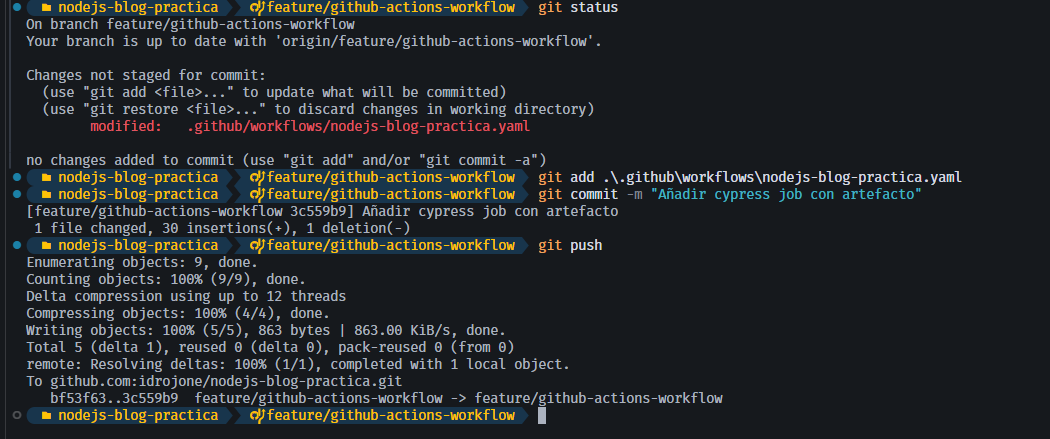 nodejs-blog-practica feature/github-actions-workflow git status
On branch feature/github-actions-workflow
Your branch is up to date with 'origin/feature/github-actions-workflow'.
Changes not staged for commit:
(use "git add <file>..." to update what will be committed)
(use "git restore <file>..." to discard changes in working directory)
modified: .github/workflows/nodejs-blog-practica.yaml
no changes added to commit (use "git add" and/or "git commit -a")
nodejs-blog-practica feature/github-actions-workflow git add .\.github\workflows\nodejs-blog-practica.yaml
nodejs-blog-practica feature/github-actions-workflow git commit -m "Añadir cypress job con artefacto"
[feature/github-actions-workflow 3c559b9] Añadir cypress job con artefacto
1 file changed, 30 insertions(+), 1 deletion(-)
nodejs-blog-practica feature/github-actions-workflow git push
Enumerating objects: 9, done.
Counting objects: 100% (9/9), done.
Delta compression using up to 12 threads
Compressing objects: 100% (4/4), done.
Writing objects: 100% (5/5), 863 bytes | 863.00 KiB/s, done.
Total 5 (delta 1), reused 0 (delta 0), pack-reused 0 (from 0)
remote: Resolving deltas: 100% (1/1), completed with 1 local object.
To github.com:idrojone/nodejs-blog-practica.git
bf53f63..3c559b9 feature/github-actions-workflow -> feature/github-actions-workflow
nodejs-blog-practica feature/github-actions-workflow